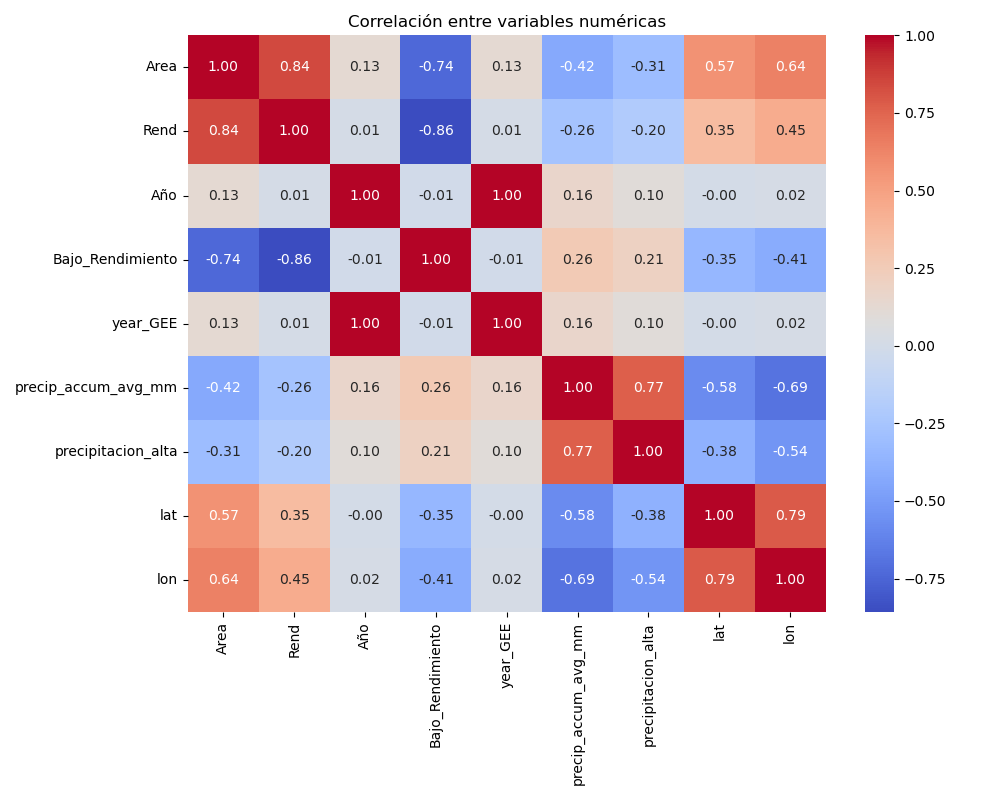 Correlación entre variables numéricas
Area 1.00 0.84 0.13 -0.74 0.13 -0.42 -0.31 0.57 0.64
Rend 0.84 1.00 0.01 -0.86 0.01 -0.26 -0.20 0.35 0.45
Año 0.13 0.01 1.00 -0.01 1.00 0.16 0.10 -0.00 0.02
Bajo_Rendimiento -0.74 -0.86 -0.01 1.00 -0.01 0.26 0.21 -0.35 -0.41
year_GEE 0.13 0.01 1.00 -0.01 1.00 0.16 0.10 -0.00 0.02
precip_accum_avg_mm -0.42 -0.26 0.16 0.26 0.16 1.00 0.77 -0.58 -0.69
precipitacion_alta -0.31 -0.20 0.10 0.21 0.10 0.77 1.00 -0.38 -0.54
lat 0.57 0.35 -0.00 -0.35 -0.00 -0.58 -0.38 1.00 0.79
lon 0.64 0.45 0.02 -0.41 0.02 -0.69 -0.54 0.79 1.00
Area
Rend
Año
Bajo_Rendimiento
year_GEE
precip_accum_avg_mm
precipitacion_alta
lat
lon
1.00
0.75
0.50
0.25
0.00
−0.25
−0.50
−0.75